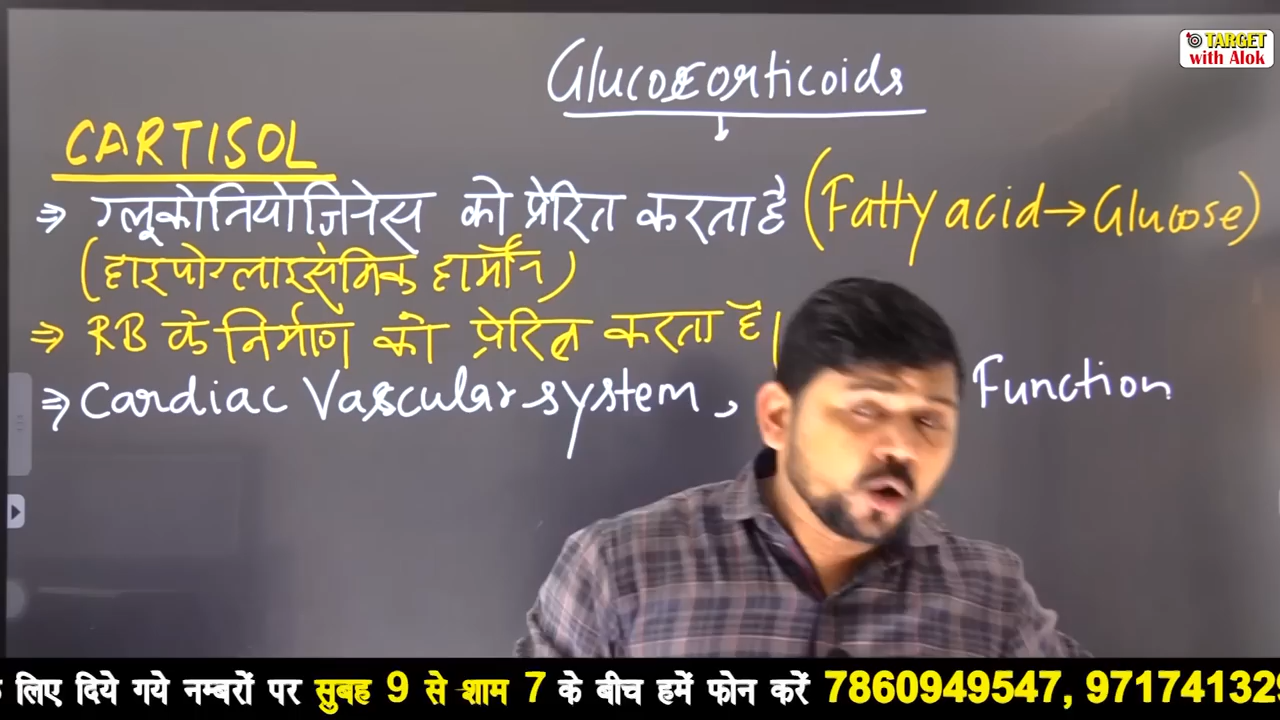 TARGET
with Alok
Glucocorticoids
CARTISOL
⇒ ग्लूकोनियोजिनेस को प्रेरित करता है (Fatty acid→Glucose)
(हाइपोग्लाइसेमिक हार्मोन)
⇒ RB के निर्माण को प्रेरित करता है।
⇒ Cardiac Vascular system, Function
लिए दिये गये नम्बरों पर सुबह 9 से शाम 7 के बीच हमें फोन करें 7860949547, 971741329